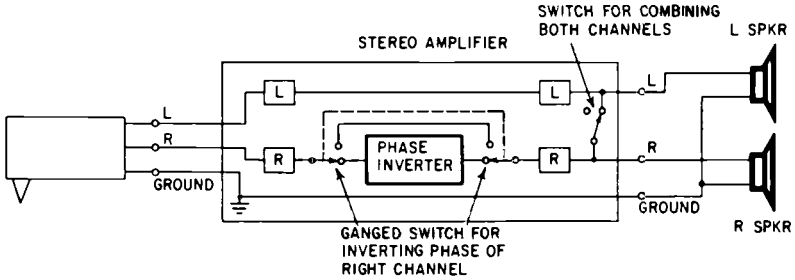 SWITCH FOR COMBINING
BOTH CHANNELS
L SPKR
STEREO AMPLIFIER
L
L
L
L
R
R
PHASE
INVERTER
R
R
GROUND
GROUND
R SPKR
GANGED SWITCH FOR
INVERTING PHASE OF
RIGHT CHANNEL